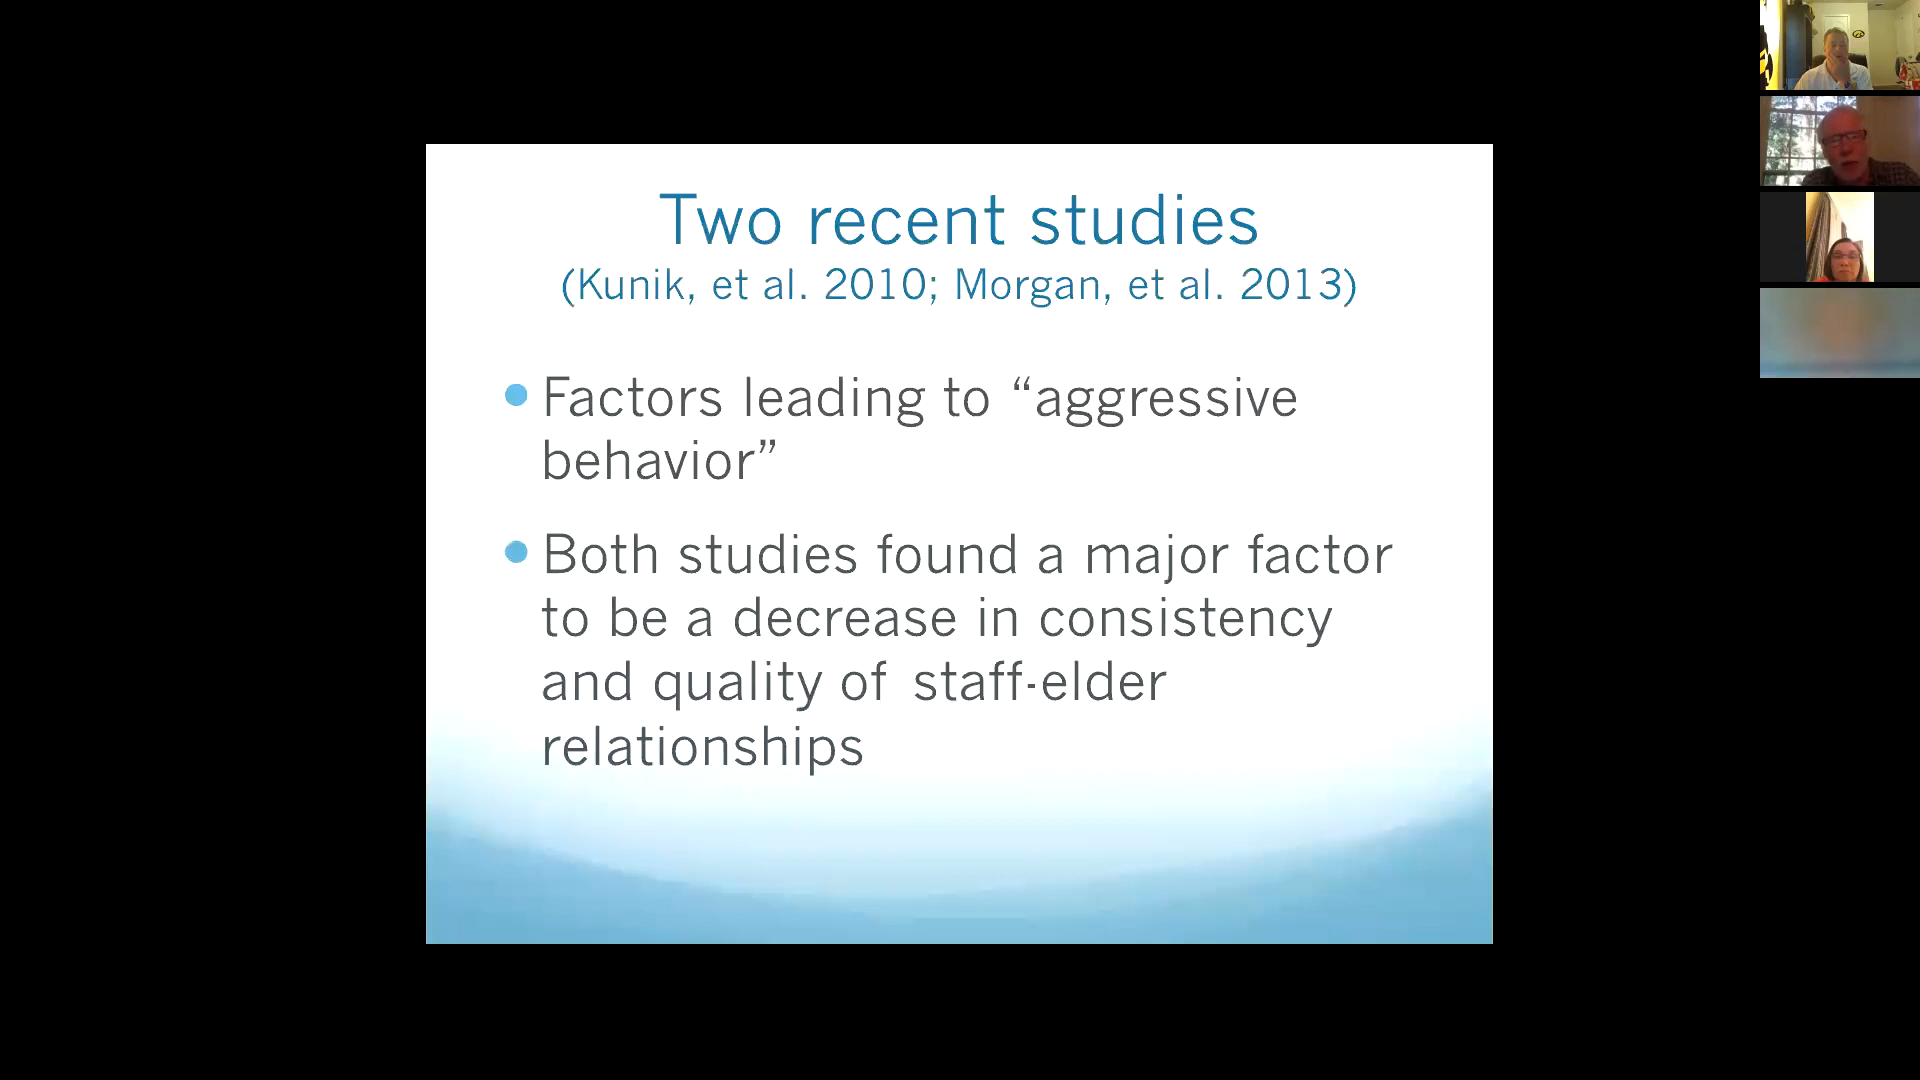 Two recent studies
(Kunik, et al. 2010; Morgan, et al. 2013)
Factors leading to “aggressive
behavior”
Both studies found a major factor
to be a decrease in consistency
and quality of staff-elder
relationships